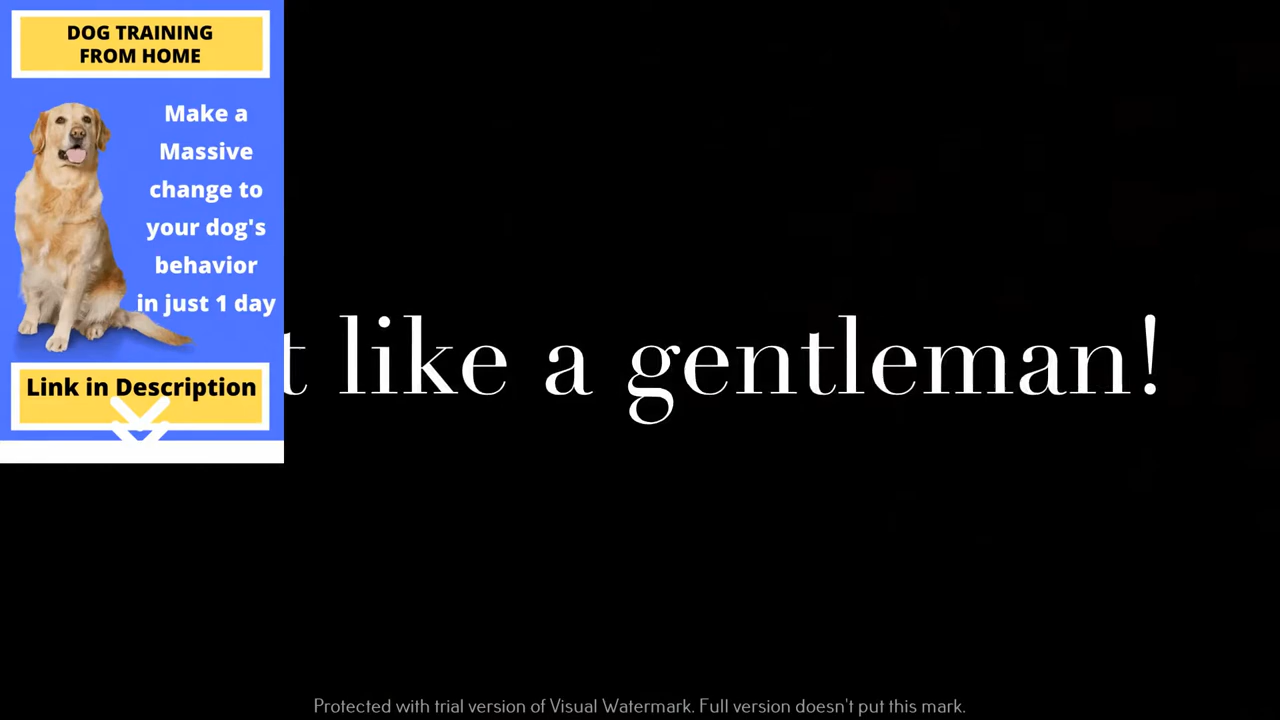 DOG TRAINING
FROM HOME
Make a
Massive
change to
your dog's
behavior
in just 1 day
Link in Description
t like a gentleman!
Protected with trial version of Visual Watermark. Full version doesn't put this mark.